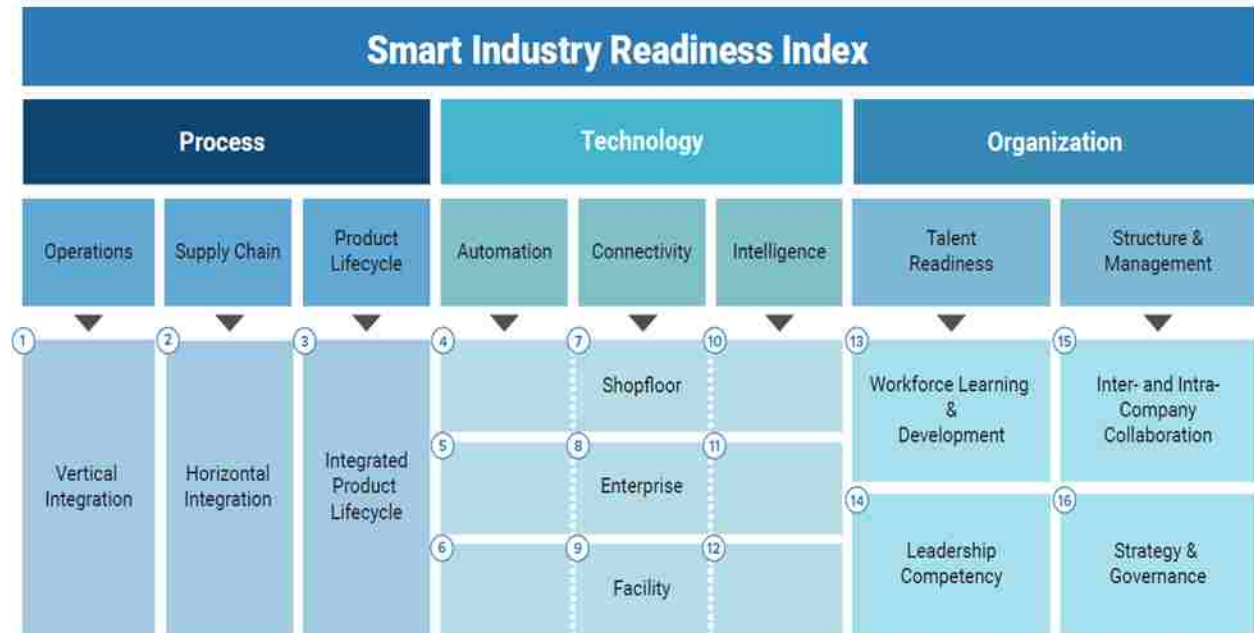 Smart Industry Readiness Index
Process
Technology
Organization
Operations
Supply Chain
Product
Lifecycle
Automation
Connectivity
Intelligence
Talent
Readiness
Structure &
Management
1
Vertical
Integration
2
Horizontal
Integration
3
Integrated
Product
Lifecycle
4
7
10
Shopfloor
5
8
11
Enterprise
6
9
12
Facility
13
Workforce Learning
&
Development
14
Leadership
Competency
15
Inter- and Intra-
Company
Collaboration
16
Strategy &
Governance